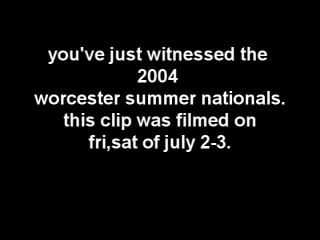 you've just witnessed the
2004
worcester summer nationals.
this clip was filmed on
fri,sat of july 2-3.